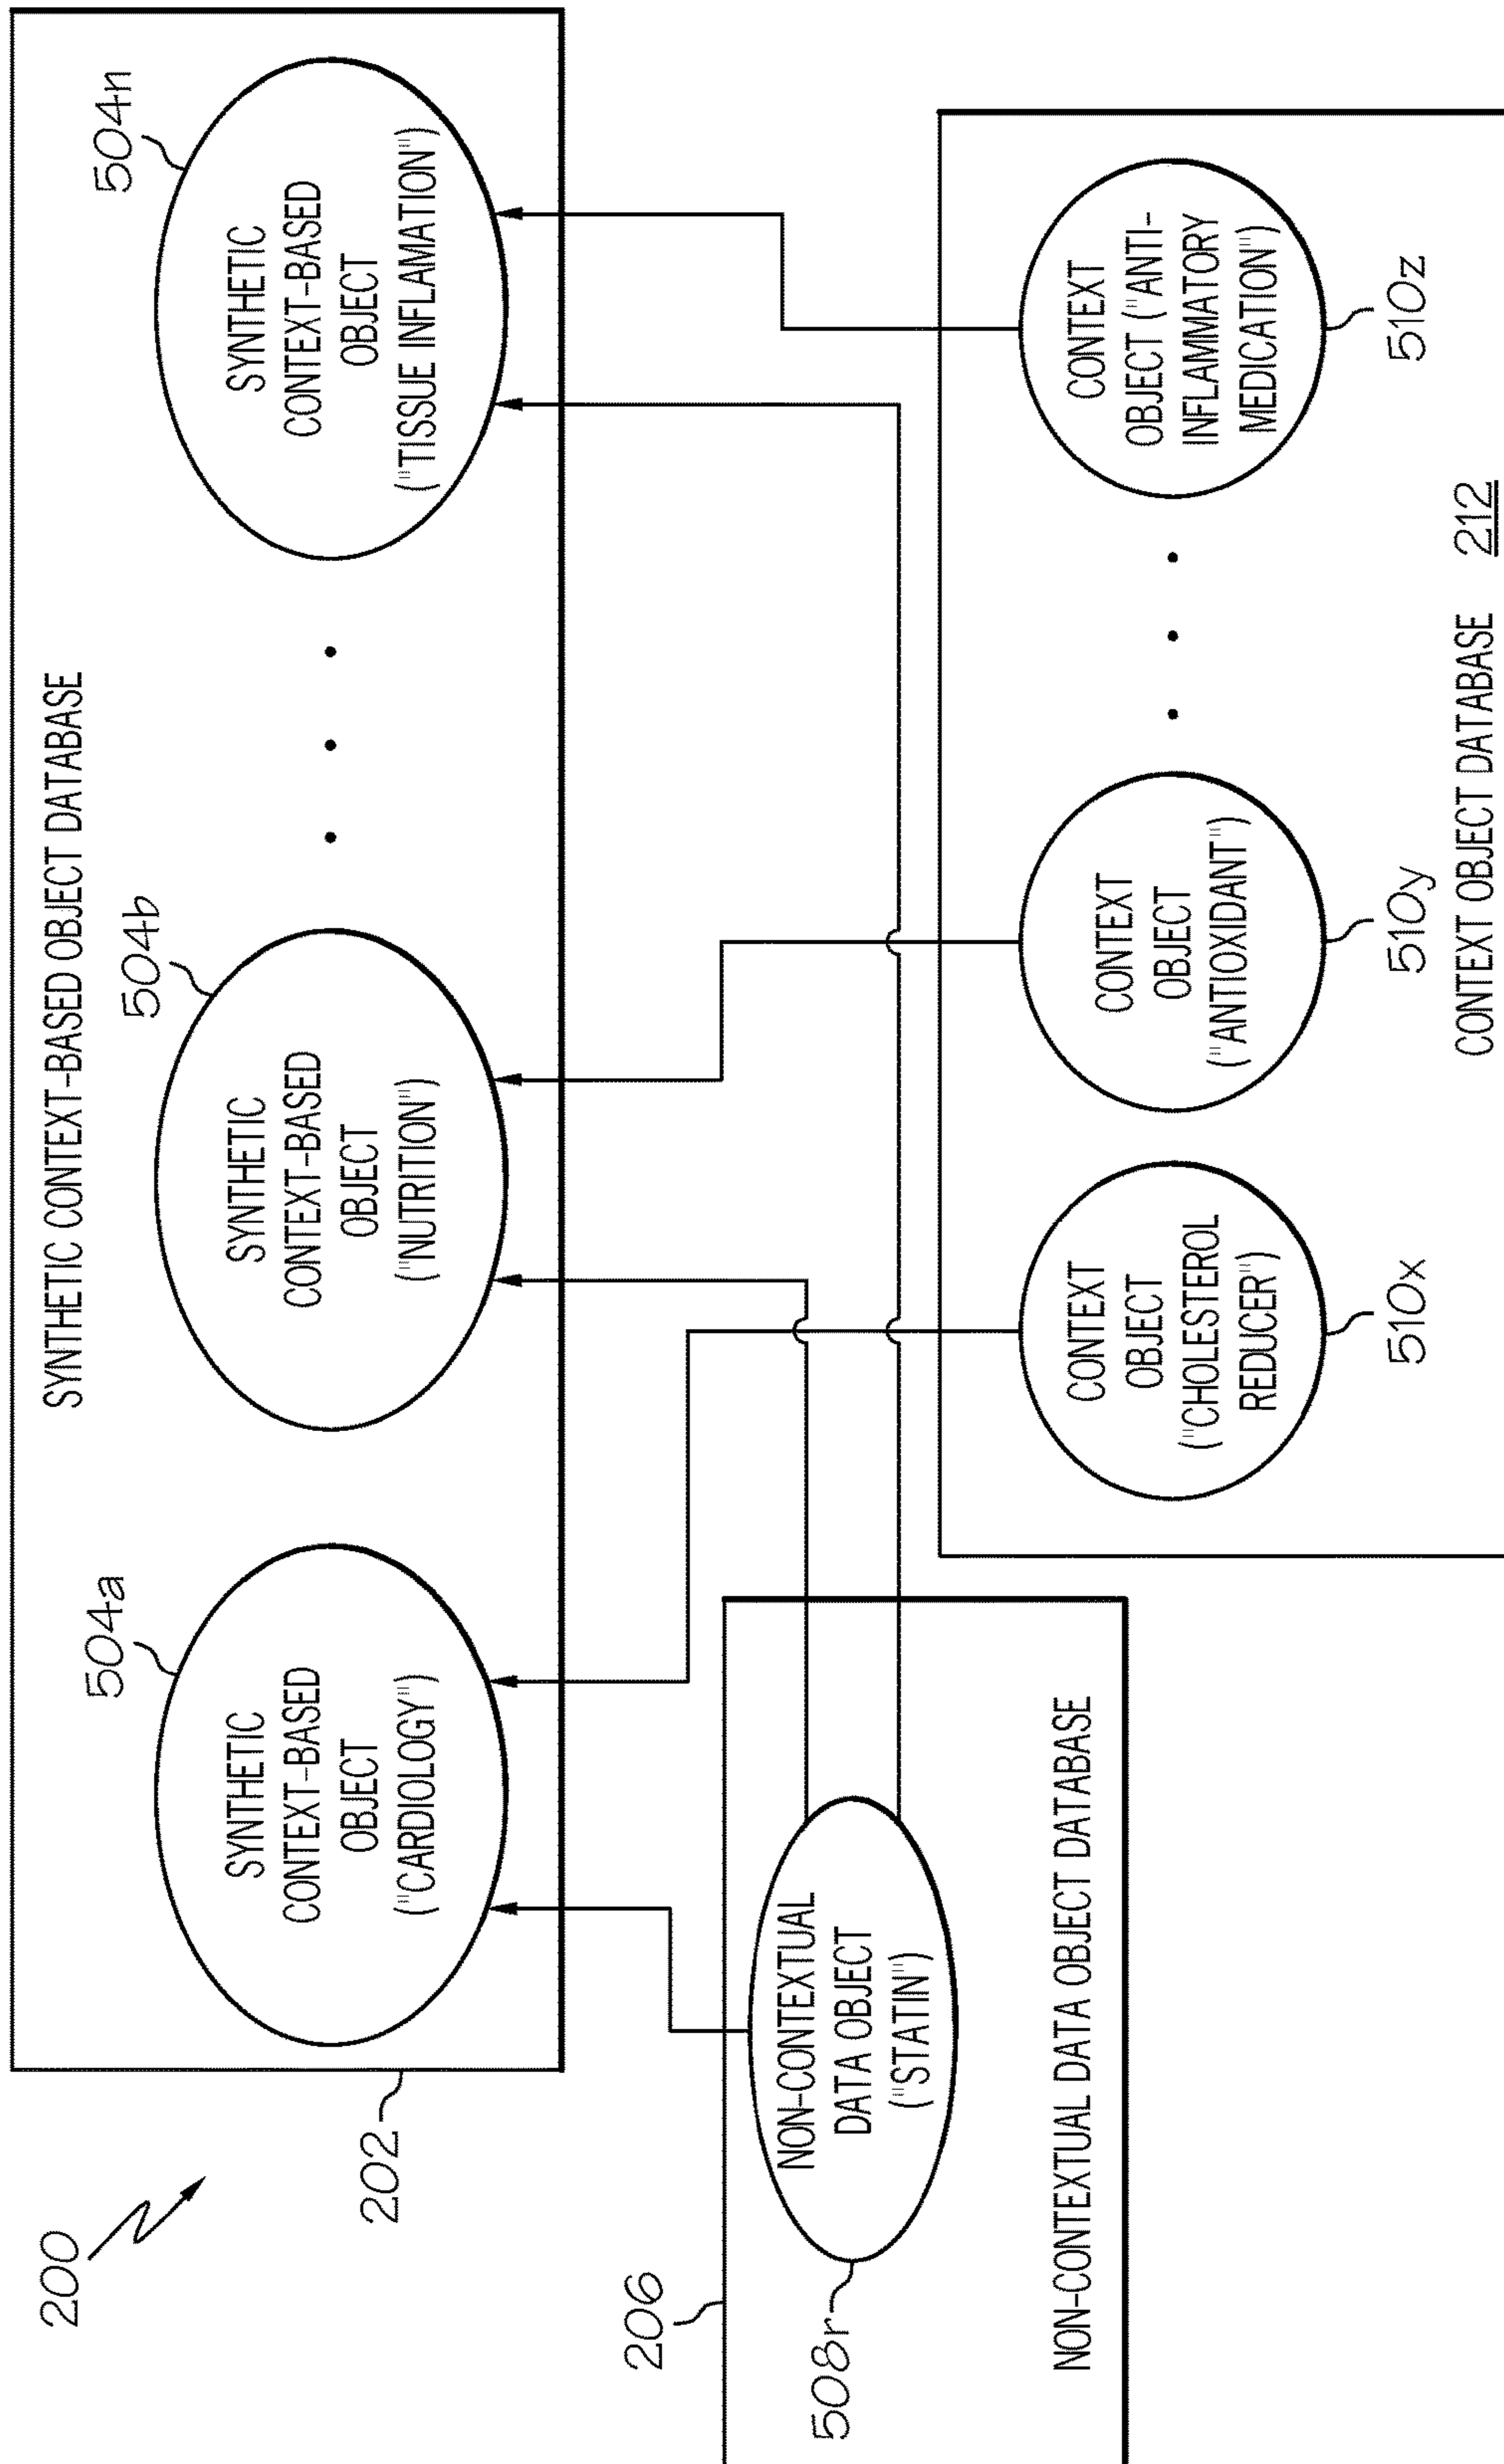 200
SYNTHETIC CONTEXT-BASED OBJECT DATABASE
202
504a
SYNTHETIC
CONTEXT-BASED
OBJECT
("CARDIOLOGY")
504b
SYNTHETIC
CONTEXT-BASED
OBJECT
("NUTRITION")
504n
SYNTHETIC
CONTEXT-BASED
OBJECT
("TISSUE INFLAMATION")
206
508r
NON-CONTEXTUAL
DATA OBJECT
("STATIN")
NON-CONTEXTUAL DATA OBJECT DATABASE
CONTEXT
OBJECT
("CHOLESTEROL
REDUCER")
510x
CONTEXT
OBJECT
("ANTIOXIDANT")
510y
CONTEXT
OBJECT ("ANTI-
INFLAMMATORY
MEDICATION")
510z
CONTEXT OBJECT DATABASE 212